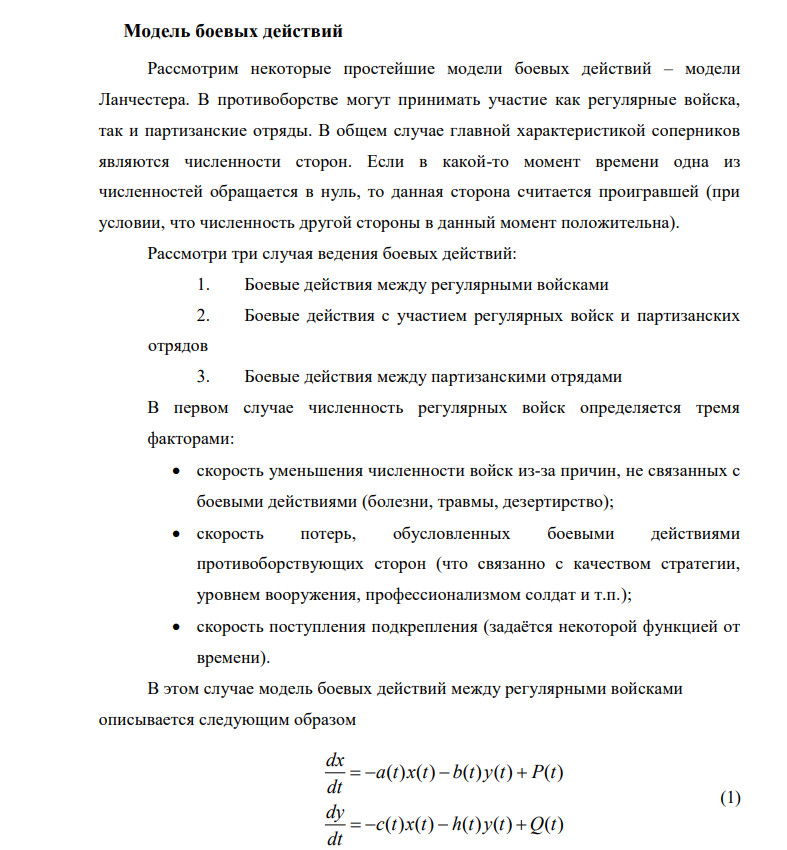 Модель боевых действий
Рассмотрим некоторые простейшие модели боевых действий – модели
Ланчестера. В противоборстве могут принимать участие как регулярные войска,
так и партизанские отряды. В общем случае главной характеристикой соперников
являются численности сторон. Если в какой-то момент времени одна из
численностей обращается в нуль, то данная сторона считается проигравшей (при
условии, что численность другой стороны в данный момент положительна).
Рассмотри три случая ведения боевых действий:
1. Боевые действия между регулярными войсками
2. Боевые действия с участием регулярных войск и партизанских
отрядов
3. Боевые действия между партизанскими отрядами
В первом случае численность регулярных войск определяется тремя
факторами:
• скорость уменьшения численности войск из-за причин, не связанных с
боевыми действиями (болезни, травмы, дезертирство);
• скорость потерь, обусловленных боевыми действиями
противоборствующих сторон (что связанно с качеством стратегии,
уровнем вооружения, профессионализмом солдат и т.п.);
• скорость поступления подкрепления (задаётся некоторой функцией от
времени).
В этом случае модель боевых действий между регулярными войсками
описывается следующим образом
dx/dt = −a(t)x(t) − b(t)y(t) + P(t)
(1)
dy/dt = −c(t)x(t) − h(t)y(t) + Q(t)